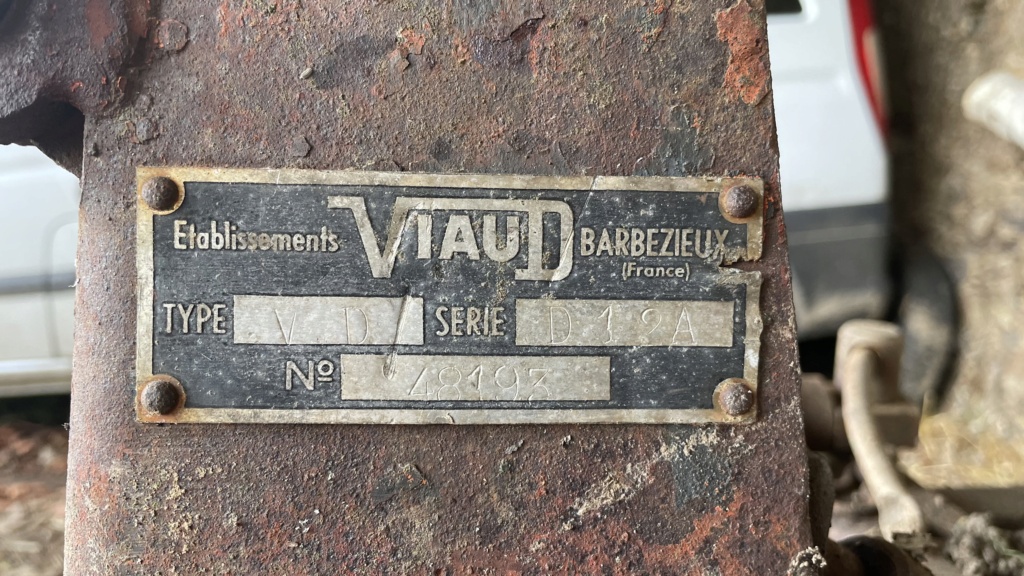 Etablissements VIAUD BARBEZIEUX
(France)
TYPE V D SERIE D 1 2 A
Nº 48193